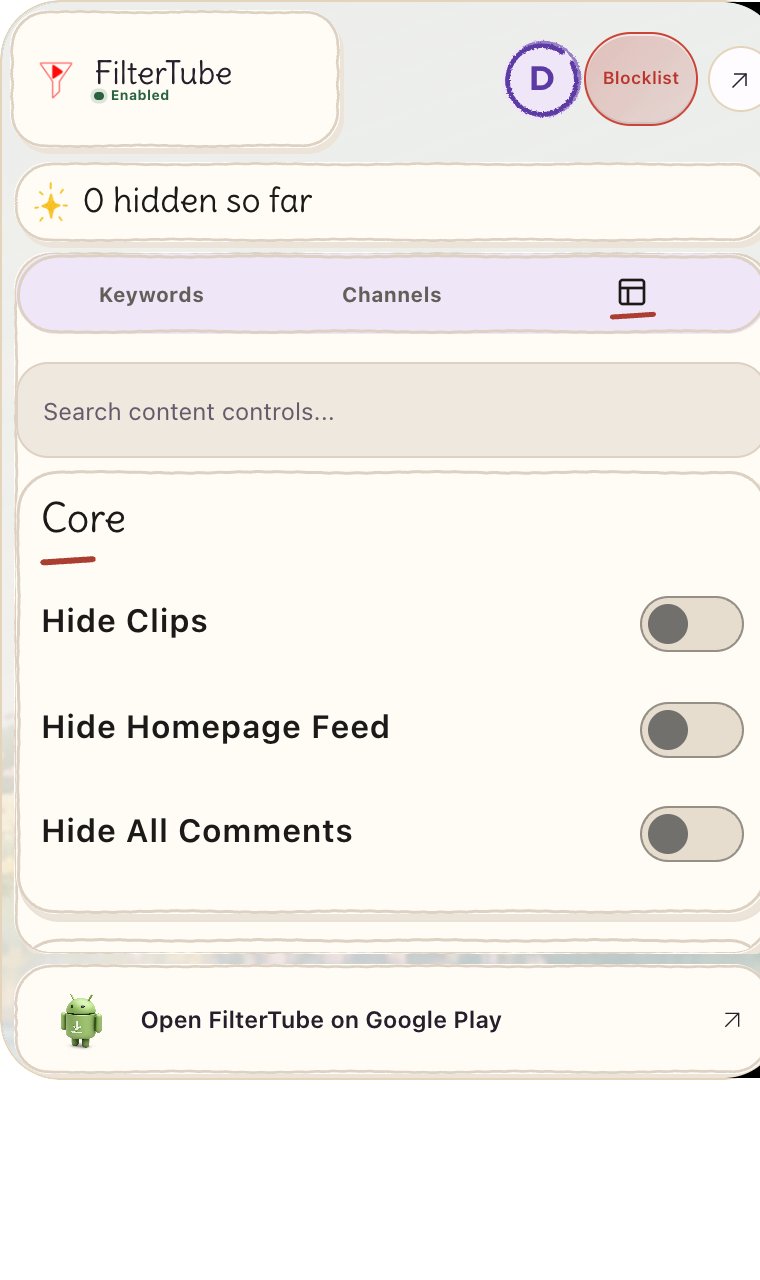 FilterTube
Enabled
D
Blocklist
0 hidden so far
Keywords
Channels
Search content controls...
Core
Hide Clips
Hide Homepage Feed
Hide All Comments
Open FilterTube on Google Play